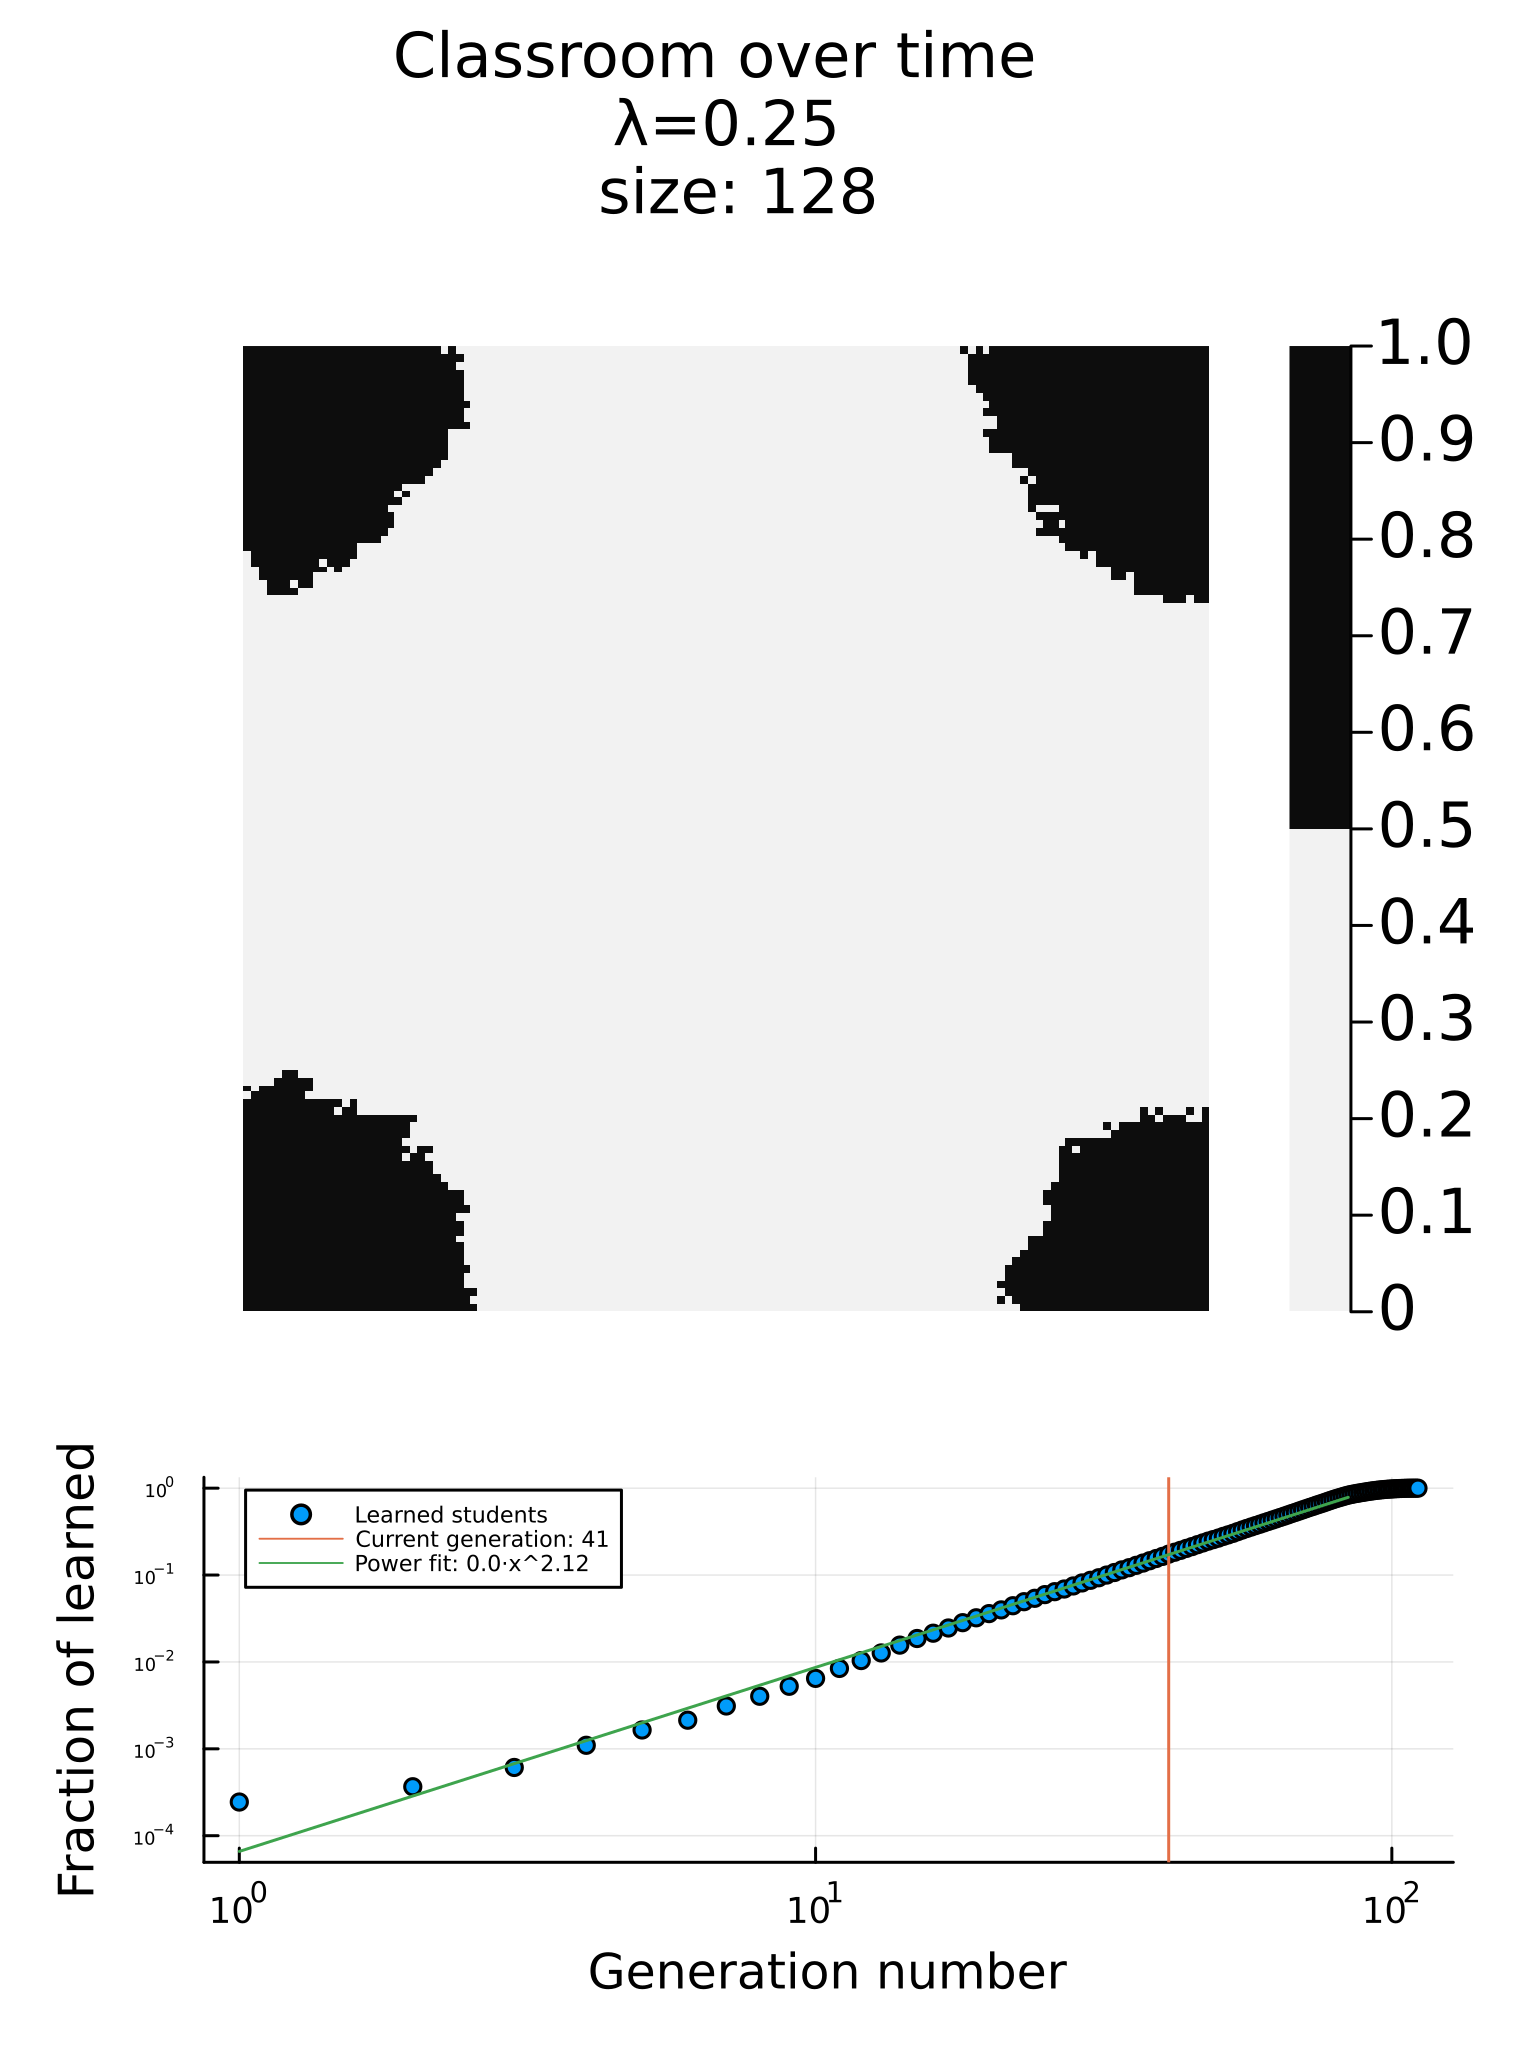 Classroom over time
λ=0.25
size: 128
1.0
0.9
0.8
0.7
0.6
0.5
0.4
0.3
0.2
0.1
0
Fraction of learned
10^0
10^-1
10^-2
10^-3
10^-4
Learned students
Current generation: 41
Power fit: 0.0·x^2.12
10^0
10^1
10^2
Generation number